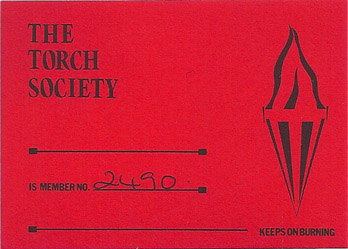 THE
TORCH
SOCIETY
IS MEMBER NO. 2490.
KEEPS ON BURNING